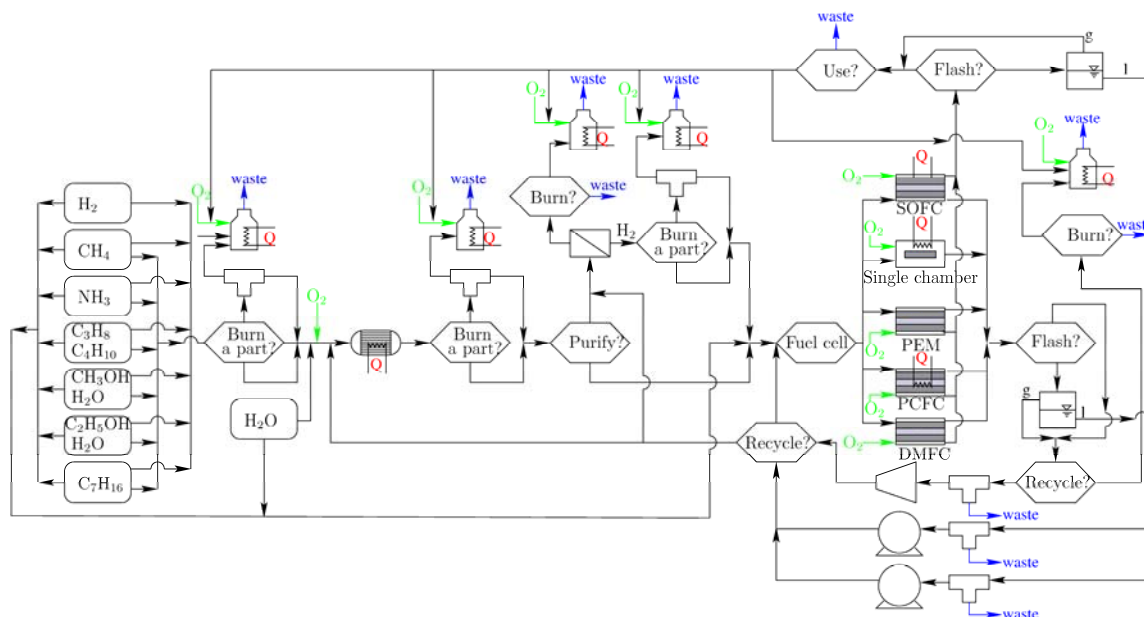 waste
g
Use?
Flash?
l
O₂
waste
O₂
waste
Q
Q
waste
O₂
Q
O₂
waste
O₂
waste
Burn?
waste
Q
O₂
SOFC
H₂
Q
Q
H₂
Burn
a part?
Q
O₂
Burn?
waste
CH₄
Single chamber
NH₃
O₂
C₃H₈
C₄H₁₀
Burn
a part?
Burn
a part?
Purify?
Fuel cell
PEM
Flash?
Q
O₂
Q
CH₃OH
H₂O
PCFC
g
l
O₂
C₂H₅OH
H₂O
H₂O
Recycle?
O₂
DMFC
C₇H₁₆
Recycle?
waste
waste
waste